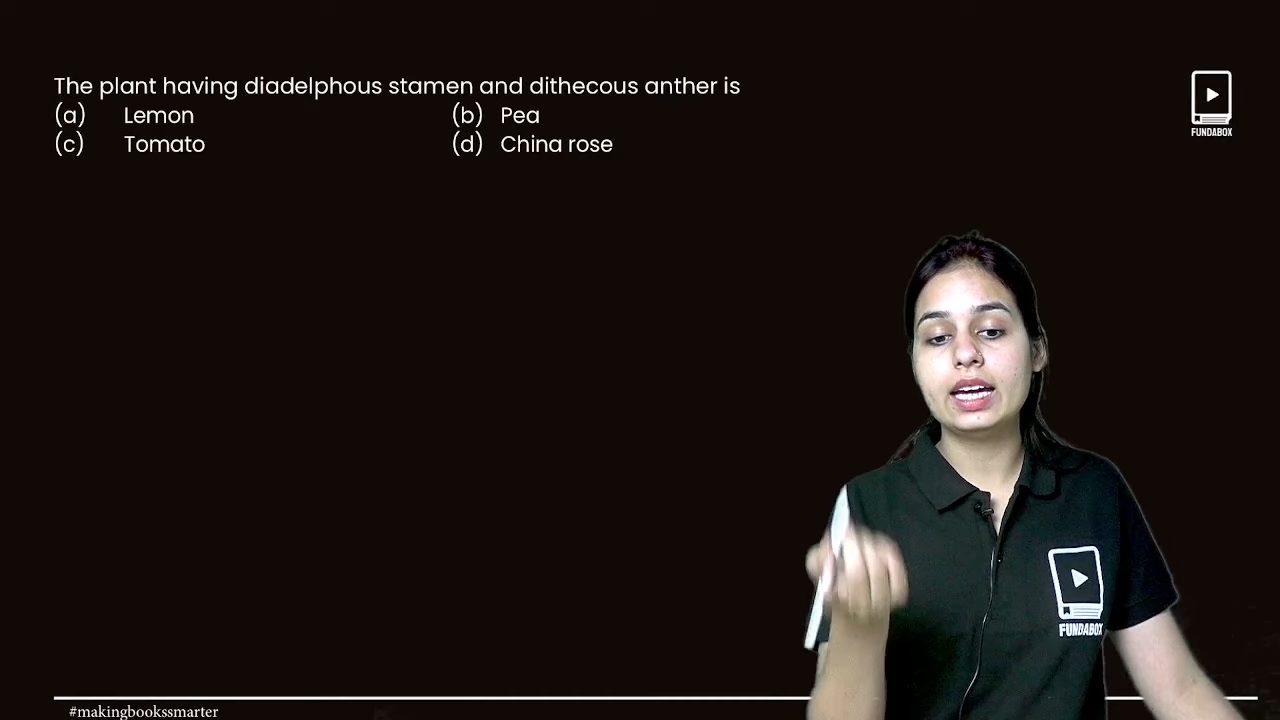 The plant having diadelphous stamen and dithecous anther is
(a) Lemon (b) Pea
(c) Tomato (d) China rose
FUNDABOX
FUNDABOX
#makingbookssmarter